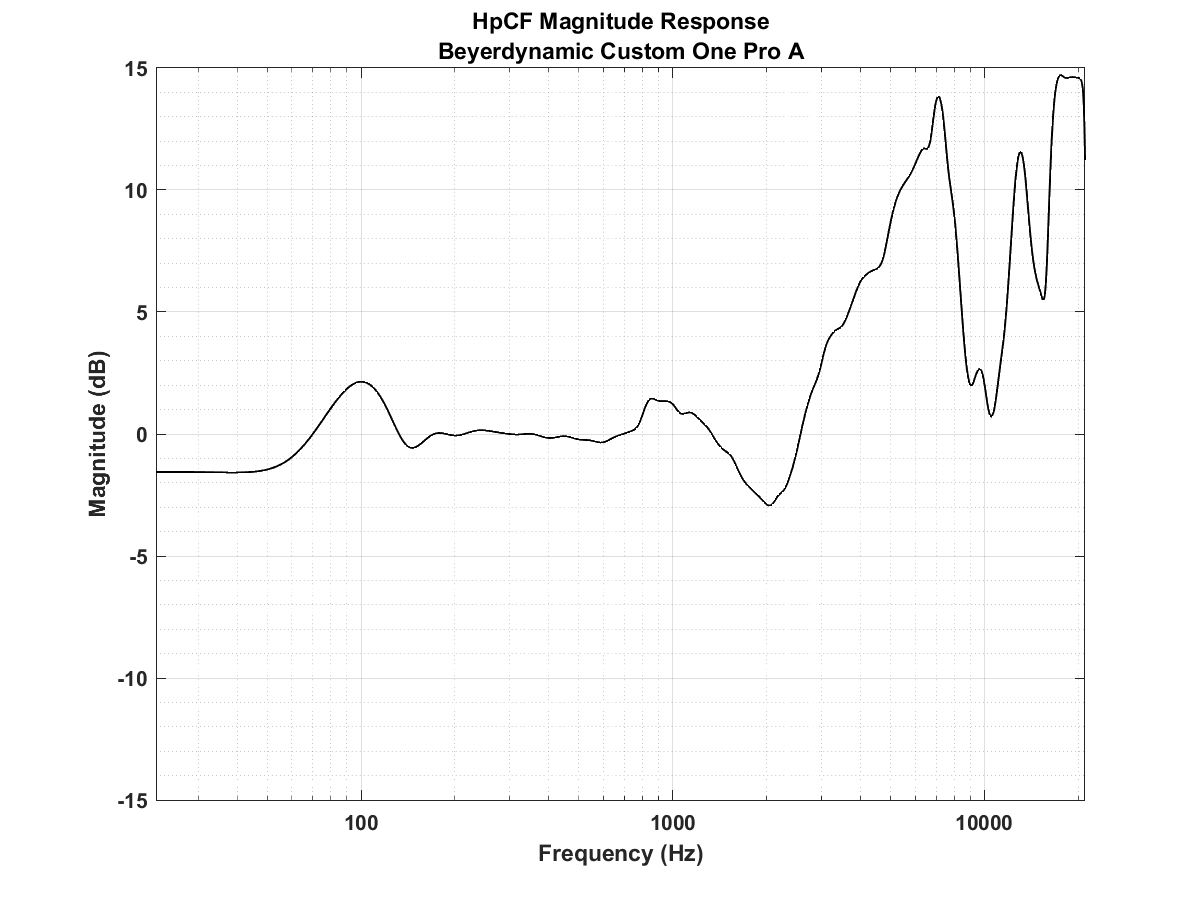 HpCF Magnitude Response
Beyerdynamic Custom One Pro A
15
10
5
0
-5
-10
-15
Magnitude (dB)
100
1000
10000
Frequency (Hz)